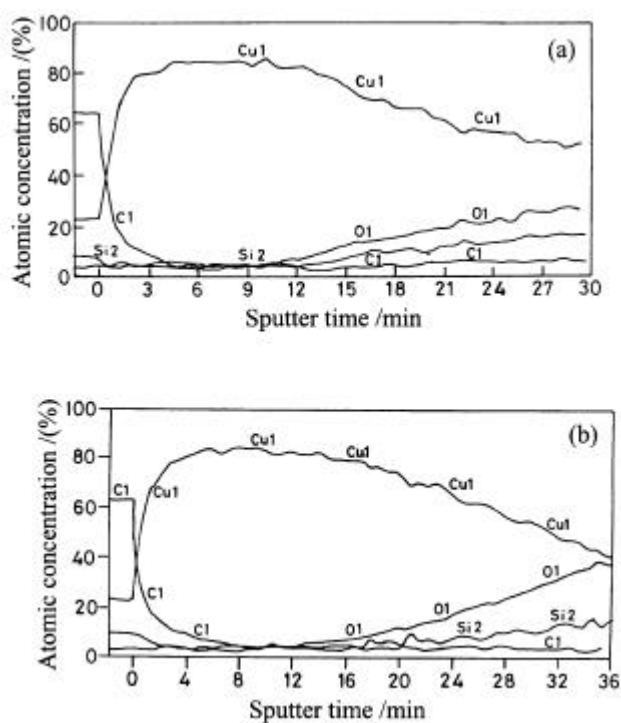 100
(a)
Cu1
80
Cu1
60
Cu1
40
C1
20
O1
O1
Si2
Si2
C1
C1
0
0 3 6 9 12 15 18 21 24 27 30
Atomic concentration /(%)
Sputter time /min
100
(b)
Cu1
80
Cu1
C1
Cu1
Cu1
60
Cu1
40
O1
C1
O1
20
Si2
C1
O1
Si2
C1
0
0 4 8 12 16 20 24 28 32 36
Atomic concentration /(%)
Sputter time /min